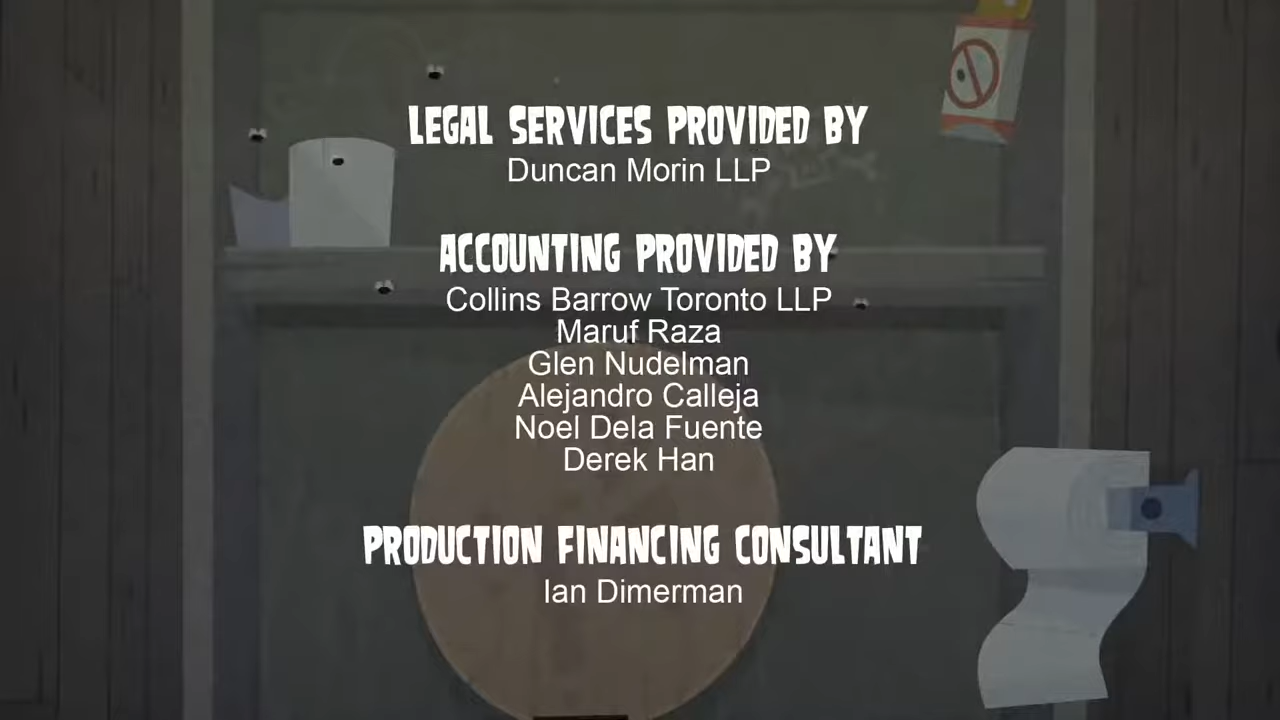 LEGAL SERVICES PROVIDED BY
Duncan Morin LLP
ACCOUNTING PROVIDED BY
Collins Barrow Toronto LLP
Maruf Raza
Glen Nudelman
Alejandro Calleja
Noel Dela Fuente
Derek Han
PRODUCTION FINANCING CONSULTANT
Ian Dimerman